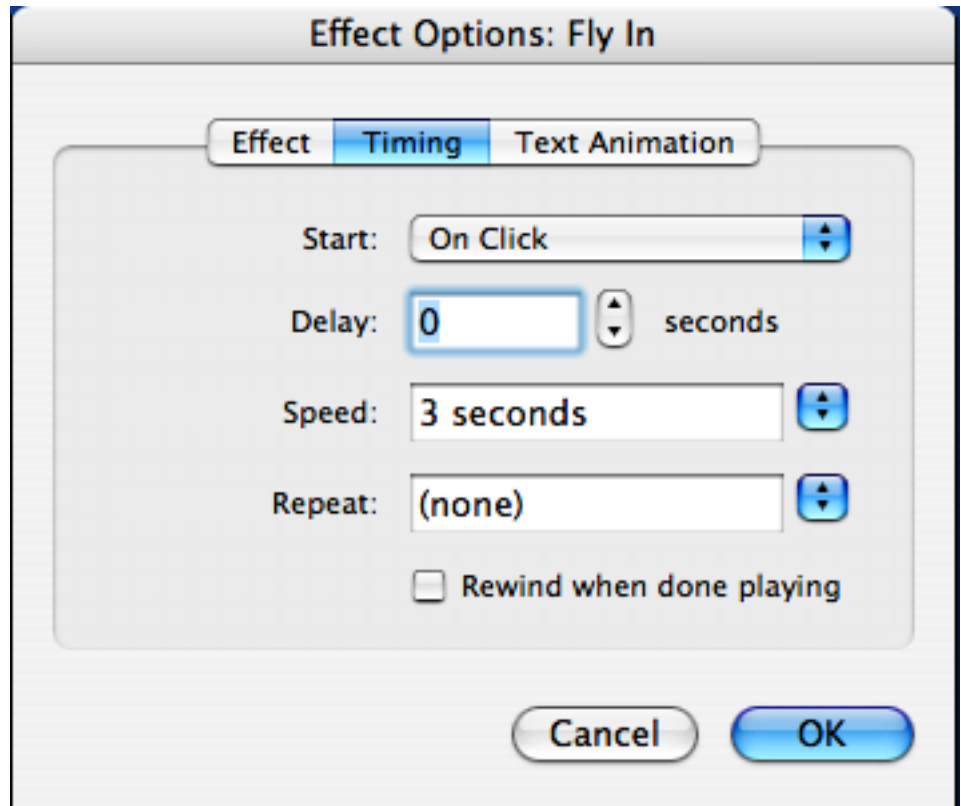 Effect Options: Fly In
Effect Timing Text Animation
Start: On Click
Delay: 0 seconds
Speed: 3 seconds
Repeat: (none)
Rewind when done playing
Cancel OK